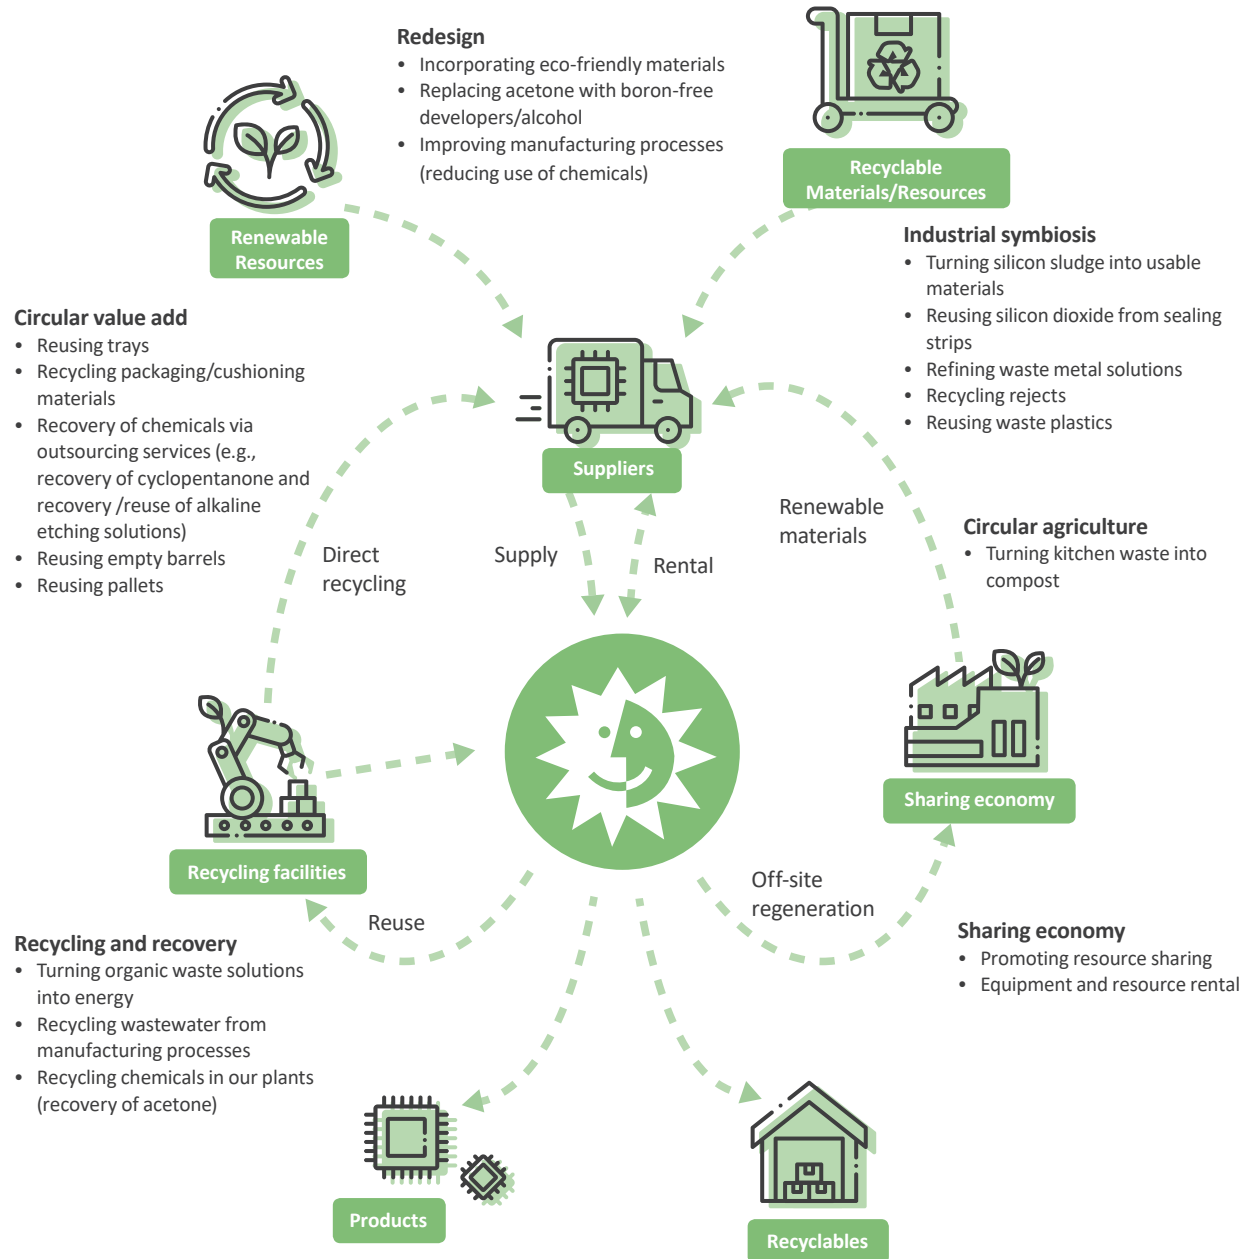 Redesign
• Incorporating eco-friendly materials
• Replacing acetone with boron-free
developers/alcohol
• Improving manufacturing processes
(reducing use of chemicals)
Renewable
Resources
Recyclable
Materials/Resources
Industrial symbiosis
• Turning silicon sludge into usable
materials
• Reusing silicon dioxide from sealing
strips
• Refining waste metal solutions
• Recycling rejects
• Reusing waste plastics
Circular value add
• Reusing trays
• Recycling packaging/cushioning
materials
• Recovery of chemicals via
outsourcing services (e.g.,
recovery of cyclopentanone and
recovery /reuse of alkaline
etching solutions)
• Reusing empty barrels
• Reusing pallets
Suppliers
Direct
recycling
Supply
Rental
Renewable
materials
Circular agriculture
• Turning kitchen waste into
compost
Sharing economy
Recycling facilities
Reuse
Off-site
regeneration
Recycling and recovery
• Turning organic waste solutions
into energy
• Recycling wastewater from
manufacturing processes
• Recycling chemicals in our plants
(recovery of acetone)
Sharing economy
• Promoting resource sharing
• Equipment and resource rental
Products
Recyclables